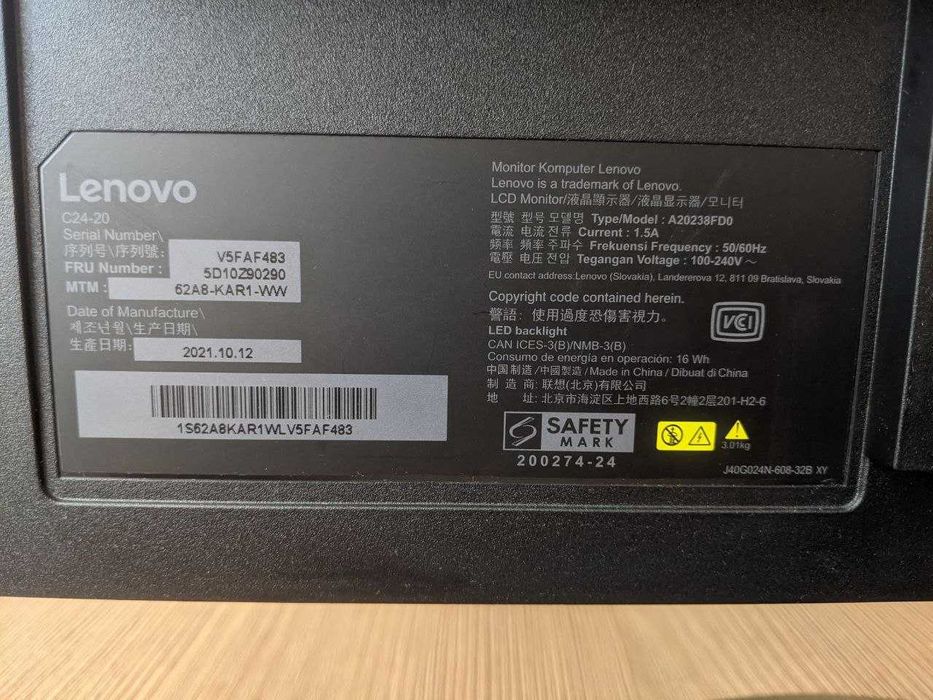 Lenovo
C24-20
Serial Number\
序列号\序列號: V5FAF483
FRU Number : 5D10Z90290
MTM : 62A8-KAR1-WW
Date of Manufacture\
제조년월\生产日期\
生產日期: 2021.10.12
1S62A8KAR1WLV5FAF483
Monitor Komputer Lenovo
Lenovo is a trademark of Lenovo.
LCD Monitor/液晶顯示器/液晶显示器/모니터
型號 型号 모델명 Type/Model : A20238FD0
電流 电流 전류 Current : 1.5A
頻率 频率 주파수 Frekuensi Frequency : 50/60Hz
電壓 电压 전압 Tegangan Voltage : 100-240V ～
EU contact address:Lenovo (Slovakia), Landererova 12, 811 09 Bratislava, Slovakia
Copyright code contained herein.
警語: 使用過度恐傷害視力。
LED backlight
CAN ICES-3(B)/NMB-3(B)
Consumo de energía en operación: 16 Wh
中国制造/中國製造/Made in China/Dibuat di China
制 造 商: 联想(北京)有限公司
地 址: 北京市海淀区上地西路6号2幢2层201-H2-6
VCCI
SAFETY
MARK
200274-24
3.01kg
J40G024N-608-32B XY